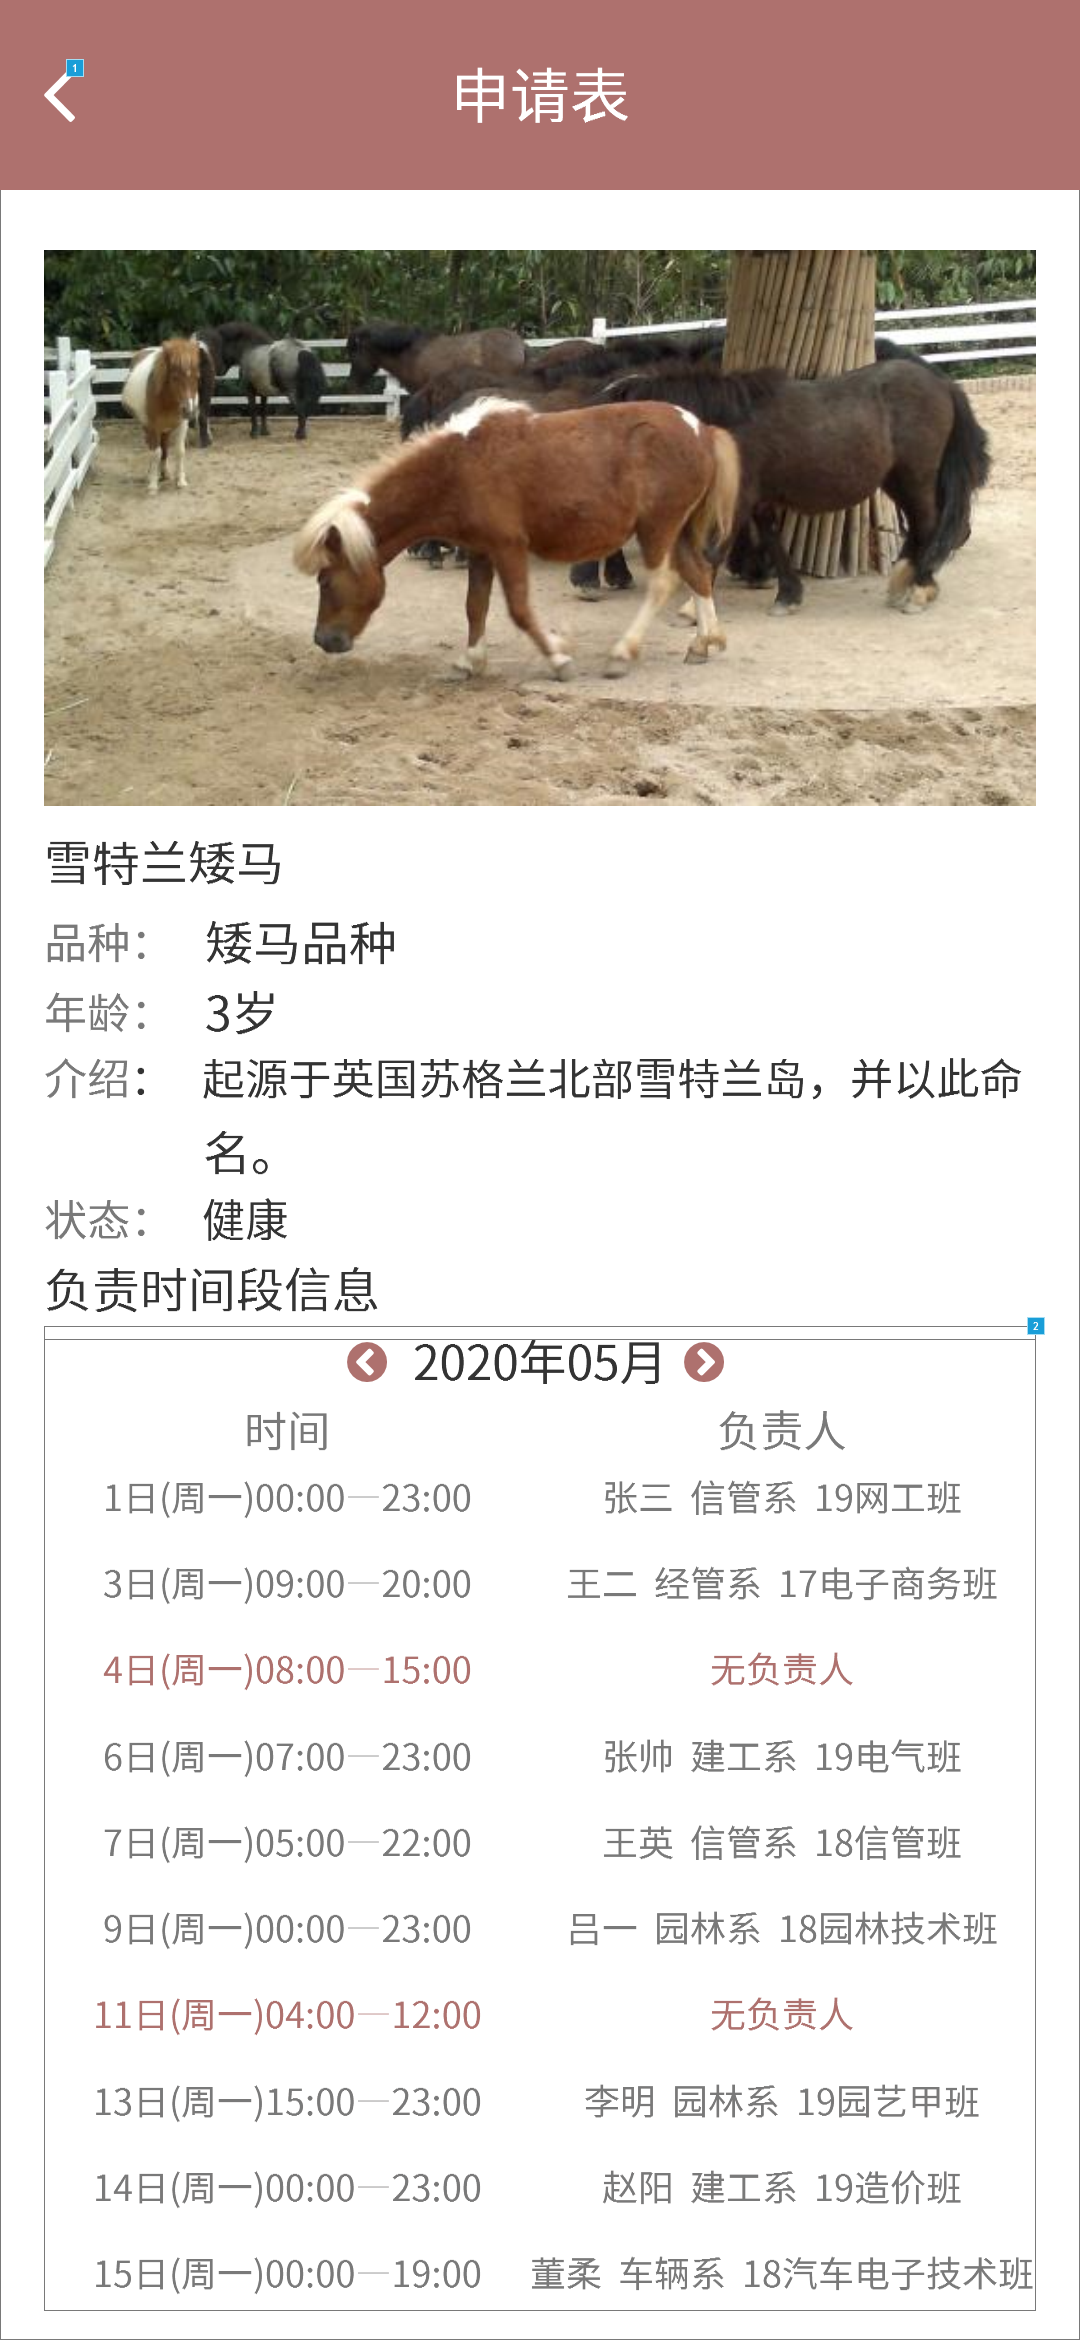 1
申请表
雪特兰矮马
品种： 矮马品种
年龄： 3岁
介绍： 起源于英国苏格兰北部雪特兰岛，并以此命
名。
状态： 健康
负责时间段信息
2
2020年05月
时间 负责人
1日(周一)00:00—23:00 张三 信管系 19网工班
3日(周一)09:00—20:00 王二 经管系 17电子商务班
4日(周一)08:00—15:00 无负责人
6日(周一)07:00—23:00 张帅 建工系 19电气班
7日(周一)05:00—22:00 王英 信管系 18信管班
9日(周一)00:00—23:00 吕一 园林系 18园林技术班
11日(周一)04:00—12:00 无负责人
13日(周一)15:00—23:00 李明 园林系 19园艺甲班
14日(周一)00:00—23:00 赵阳 建工系 19造价班
15日(周一)00:00—19:00 董柔 车辆系 18汽车电子技术班